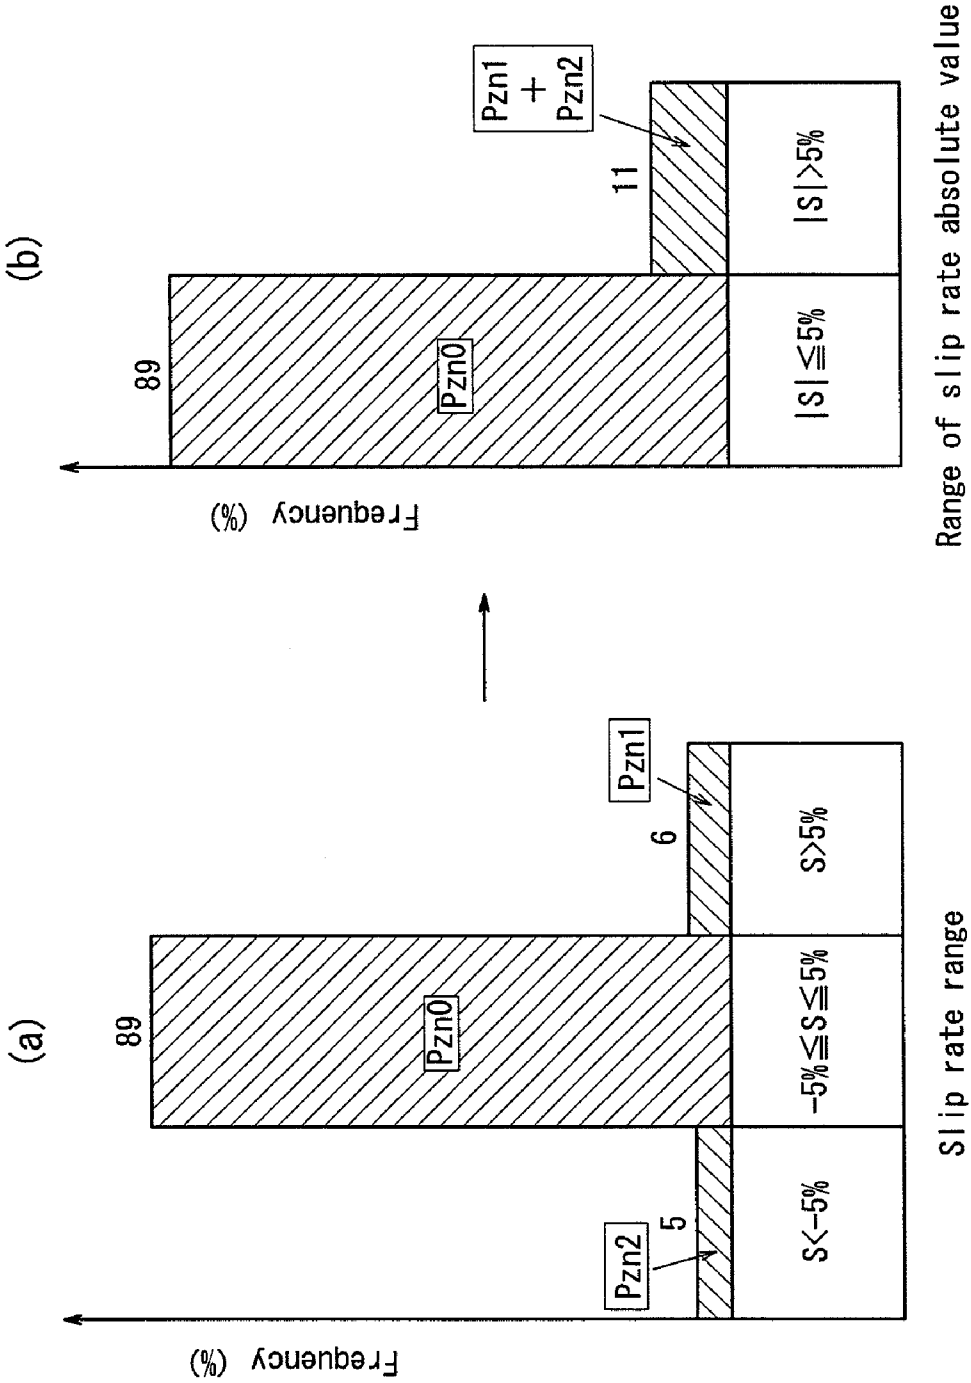 (a)
Frequency (%)
89
Pzn0
Pzn2
5
6
Pzn1
S<-5%
-5%≦S≦5%
S>5%
Slip rate range
(b)
Frequency (%)
89
Pzn0
Pzn1
+
Pzn2
11
|S|≦5%
|S|>5%
Range of slip rate absolute value